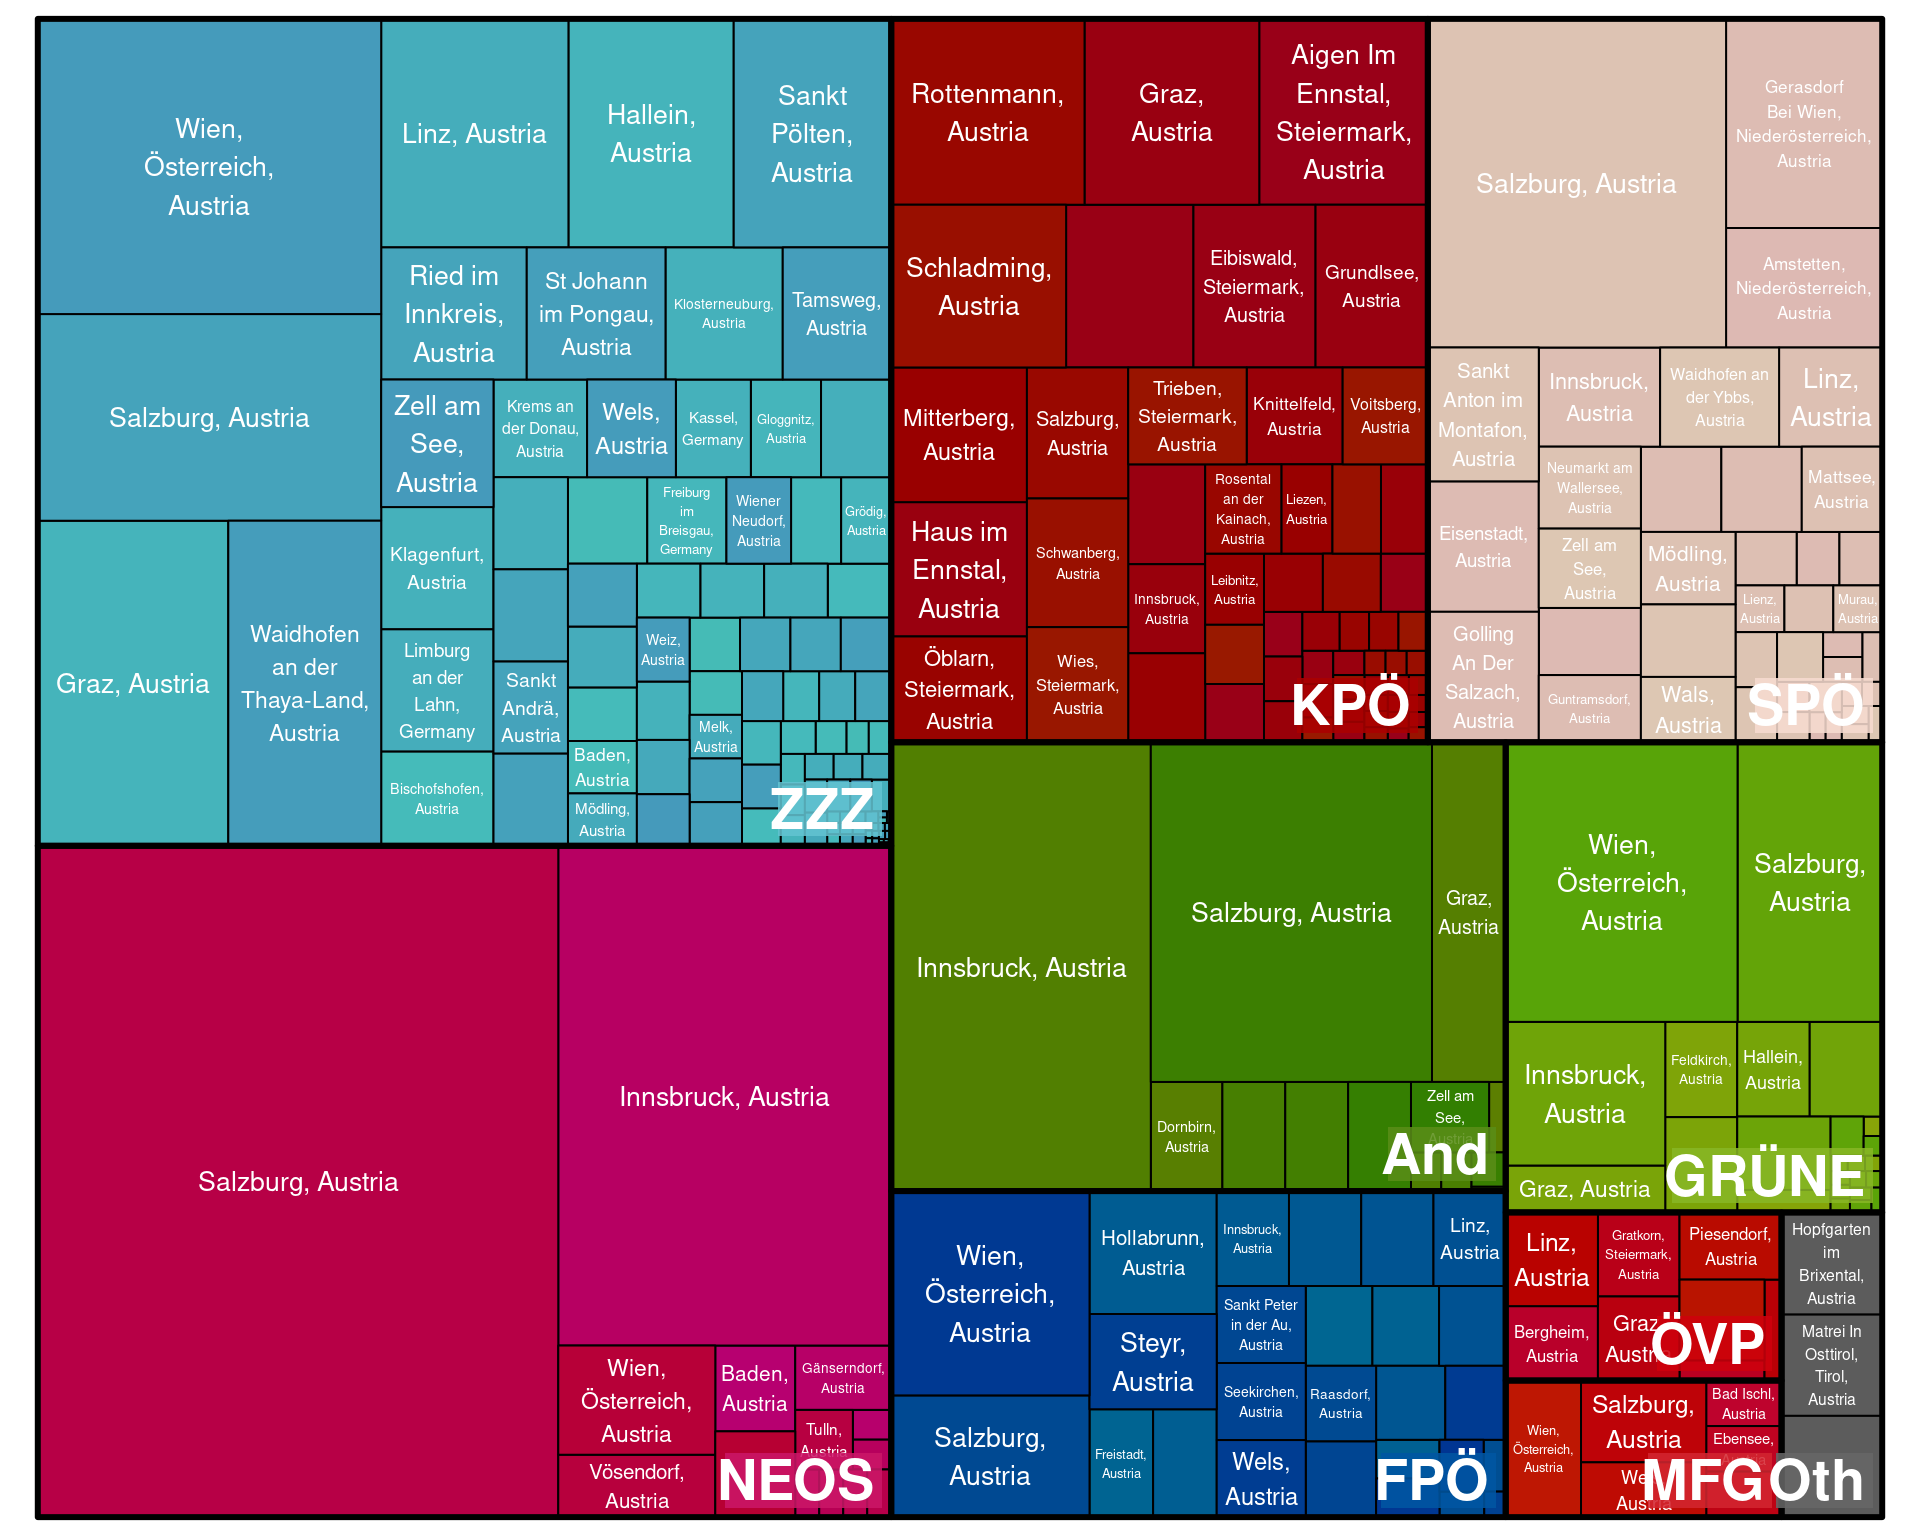 Wien,
Österreich,
Austria
Linz, Austria
Hallein,
Austria
Sankt
Pölten,
Austria
Salzburg, Austria
Graz, Austria
Waidhofen
an der
Thaya-Land,
Austria
Ried im
Innkreis,
Austria
St Johann
im Pongau,
Austria
Klosterneuburg,
Austria
Tamsweg,
Austria
Zell am
See,
Austria
Krems an
der Donau,
Austria
Wels,
Austria
Kassel,
Germany
Gloggnitz,
Austria
Klagenfurt,
Austria
Freiburg
im
Breisgau,
Germany
Wiener
Neudorf,
Austria
Grödig,
Austria
Limburg
an der
Lahn,
Germany
Sankt
Andrä,
Austria
Weiz,
Austria
Melk,
Austria
Bischofshofen,
Austria
Baden,
Austria
Mödling,
Austria
ZZZ
Rottenmann,
Austria
Graz,
Austria
Aigen Im
Ennstal,
Steiermark,
Austria
Schladming,
Austria
Eibiswald,
Steiermark,
Austria
Grundlsee,
Austria
Mitterberg,
Austria
Salzburg,
Austria
Trieben,
Steiermark,
Austria
Knittelfeld,
Austria
Voitsberg,
Austria
Haus im
Ennstal,
Austria
Schwanberg,
Austria
Rosental
an der
Kainach,
Austria
Liezen,
Austria
Innsbruck,
Austria
Leibnitz,
Austria
Öblarn,
Steiermark,
Austria
Wies,
Steiermark,
Austria
KPÖ
Salzburg, Austria
Gerasdorf
Bei Wien,
Niederösterreich,
Austria
Amstetten,
Niederösterreich,
Austria
Sankt
Anton im
Montafon,
Austria
Innsbruck,
Austria
Waidhofen an
der Ybbs,
Austria
Linz,
Austria
Eisenstadt,
Austria
Neumarkt am
Wallersee,
Austria
Mattsee,
Austria
Zell am
See,
Austria
Mödling,
Austria
Lienz,
Austria
Murau,
Austria
Golling
An Der
Salzach,
Austria
Guntramsdorf,
Austria
Wals,
Austria
SPÖ
Salzburg, Austria
Innsbruck, Austria
Wien,
Österreich,
Austria
Baden,
Austria
Gänserndorf,
Austria
Tulln,
Austria
Vösendorf,
Austria
NEOS
Innsbruck, Austria
Salzburg, Austria
Graz,
Austria
Dornbirn,
Austria
Zell am
See,
Austria
And
Wien,
Österreich,
Austria
Salzburg,
Austria
Innsbruck,
Austria
Feldkirch,
Austria
Hallein,
Austria
Graz, Austria
GRÜNE
Wien,
Österreich,
Austria
Hollabrunn,
Austria
Innsbruck,
Austria
Linz,
Austria
Steyr,
Austria
Sankt Peter
in der Au,
Austria
Salzburg,
Austria
Seekirchen,
Austria
Raasdorf,
Austria
Freistadt,
Austria
Wels,
Austria
FPÖ
Linz,
Austria
Gratkorn,
Steiermark,
Austria
Piesendorf,
Austria
Bergheim,
Austria
Graz,
Austria
ÖVP
Wien,
Österreich,
Austria
Salzburg,
Austria
Bad Ischl,
Austria
Ebensee,
Austria
MFG
Hopfgarten
im
Brixental,
Austria
Matrei In
Osttirol,
Tirol,
Austria
Oth